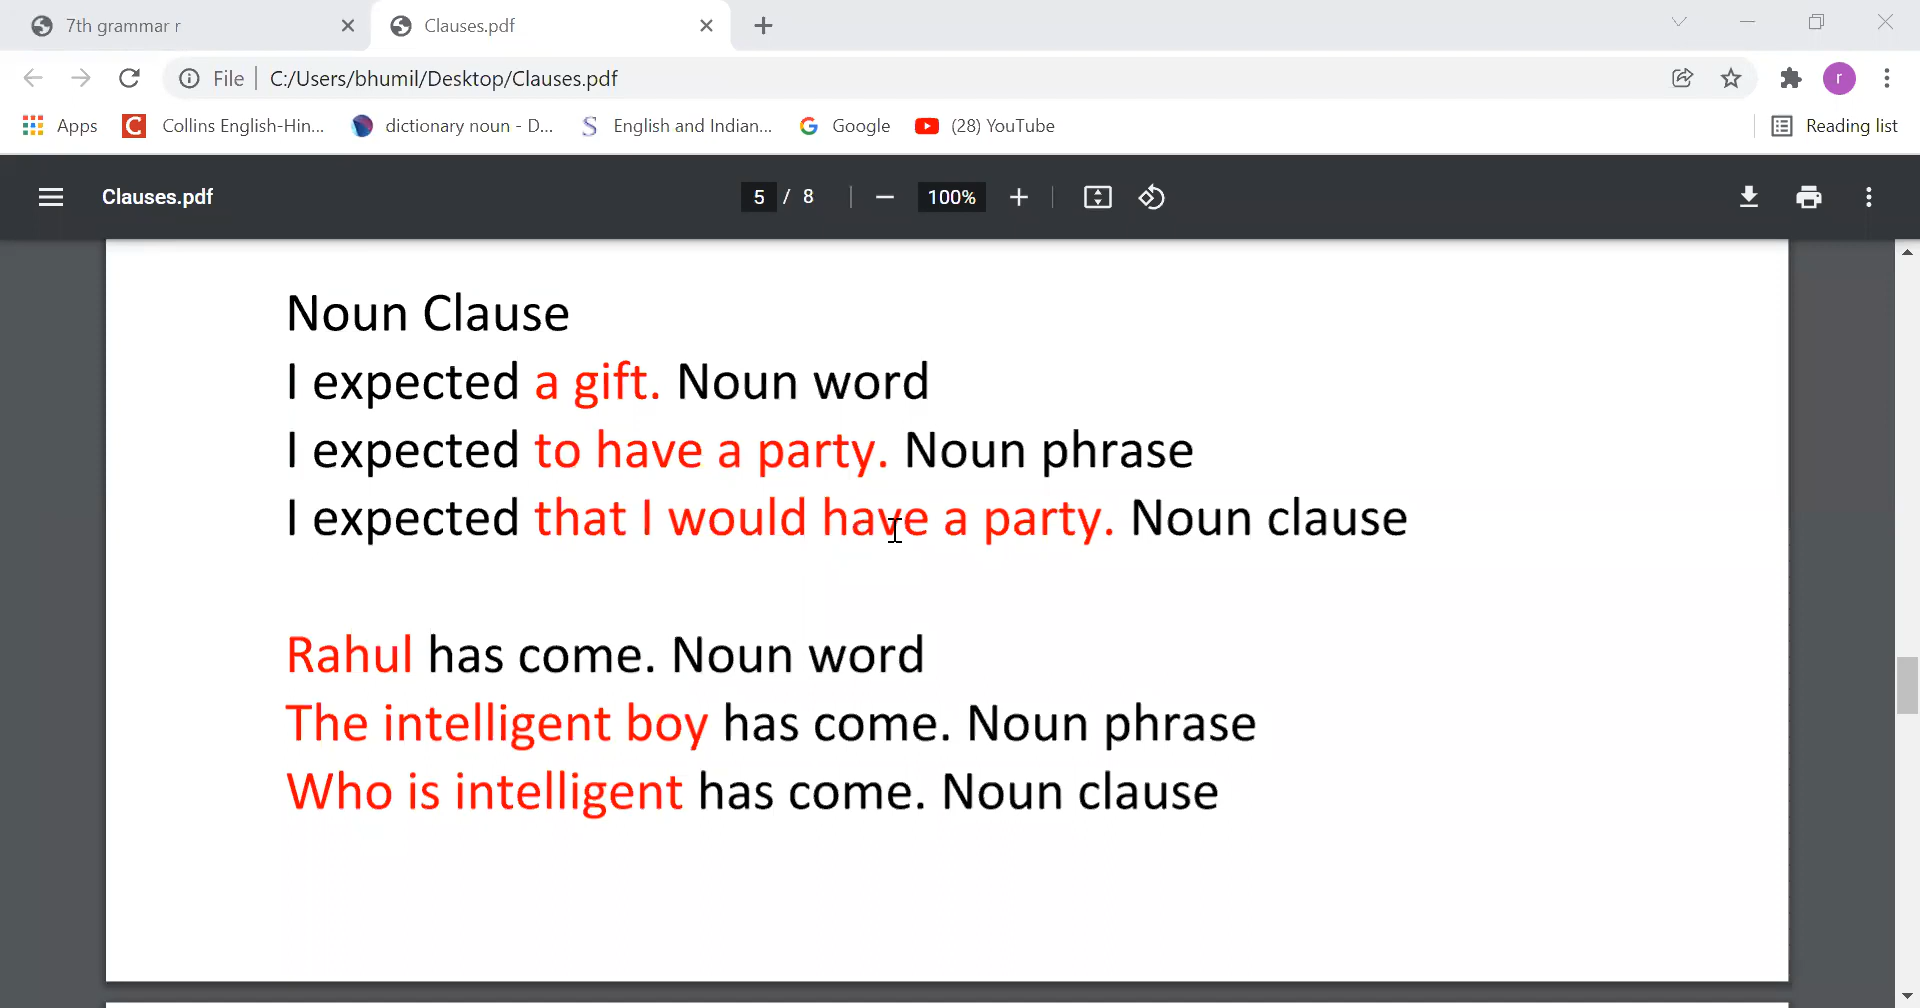 7th grammar r
Clauses.pdf
File C:/Users/bhumil/Desktop/Clauses.pdf
r
Apps Collins English-Hin... dictionary noun - D... English and Indian... Google (28) YouTube Reading list
Clauses.pdf 5 / 8 100%
Noun Clause
I expected a gift. Noun word
I expected to have a party. Noun phrase
I expected that I would have a party. Noun clause
Rahul has come. Noun word
The intelligent boy has come. Noun phrase
Who is intelligent has come. Noun clause